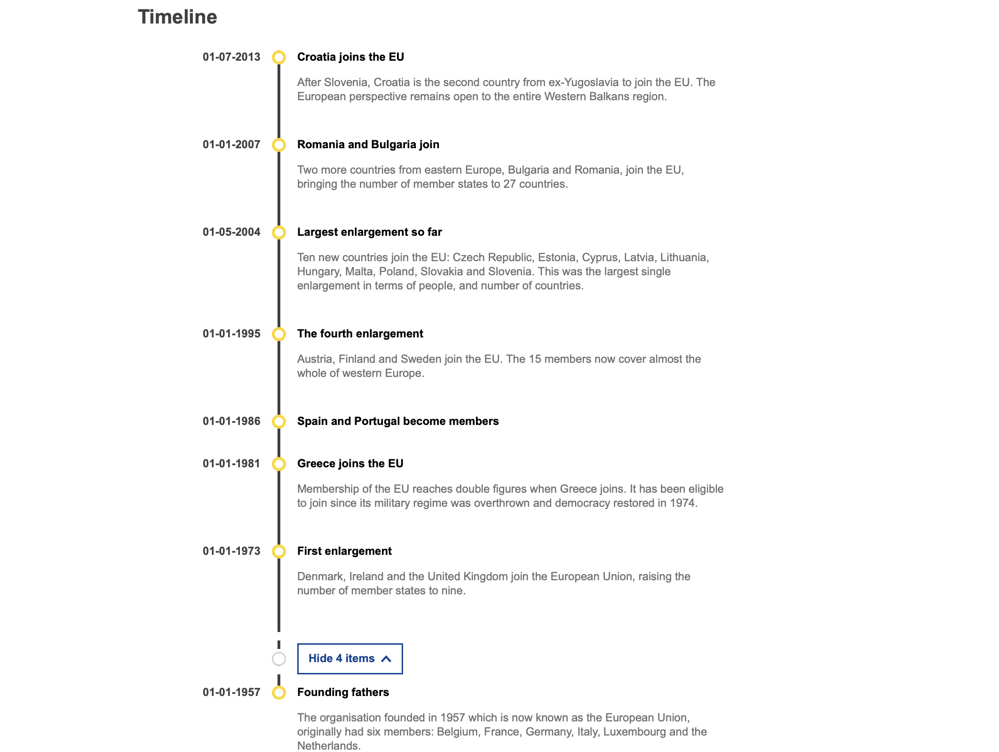 Timeline
01-07-2013
Croatia joins the EU
After Slovenia, Croatia is the second country from ex-Yugoslavia to join the EU. The
European perspective remains open to the entire Western Balkans region.
01-01-2007
Romania and Bulgaria join
Two more countries from eastern Europe, Bulgaria and Romania, join the EU,
bringing the number of member states to 27 countries.
01-05-2004
Largest enlargement so far
Ten new countries join the EU: Czech Republic, Estonia, Cyprus, Latvia, Lithuania,
Hungary, Malta, Poland, Slovakia and Slovenia. This was the largest single
enlargement in terms of people, and number of countries.
01-01-1995
The fourth enlargement
Austria, Finland and Sweden join the EU. The 15 members now cover almost the
whole of western Europe.
01-01-1986
Spain and Portugal become members
01-01-1981
Greece joins the EU
Membership of the EU reaches double figures when Greece joins. It has been eligible
to join since its military regime was overthrown and democracy restored in 1974.
01-01-1973
First enlargement
Denmark, Ireland and the United Kingdom join the European Union, raising the
number of member states to nine.
Hide 4 items
01-01-1957
Founding fathers
The organisation founded in 1957 which is now known as the European Union,
originally had six members: Belgium, France, Germany, Italy, Luxembourg and the
Netherlands.